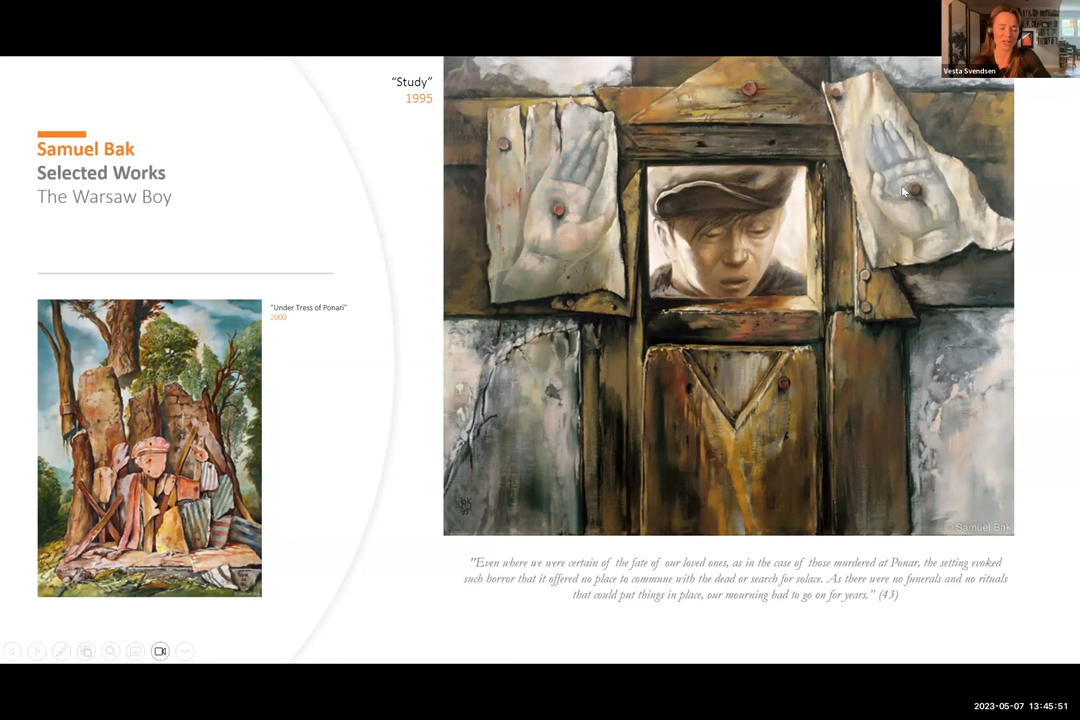 Vesta Svendsen
"Study"
1995
Samuel Bak
Selected Works
The Warsaw Boy
"Under Tress of Ponari"
2000
© Samuel Bak
"Even where we were certain of the fate of our loved ones, as in the case of those murdered at Ponar, the setting evoked
such horror that it offered no place to commune with the dead or search for solace. As there were no funerals and no rituals
that could put things in place, our mourning had to go on for years." (43)
2023-05-07 13:45:51